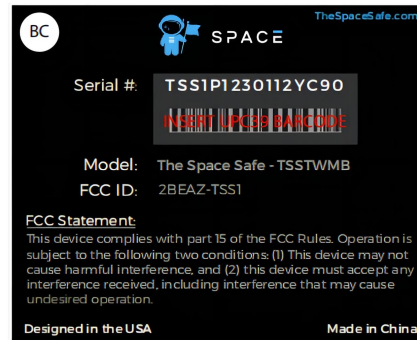 BC
TheSpaceSafe.com
SPACE
Serial #:
TSS1P1230112YC90
INSERT UPC39 BARCODE
Model: The Space Safe - TSSTWMB
FCC ID: 2BEAZ-TSS1
FCC Statement:
This device complies with part 15 of the FCC Rules. Operation is
subject to the following two conditions: (1) This device may not
cause harmful interference, and (2) this device must accept any
interference received, including interference that may cause
undesired operation.
Designed in the USA
Made in China